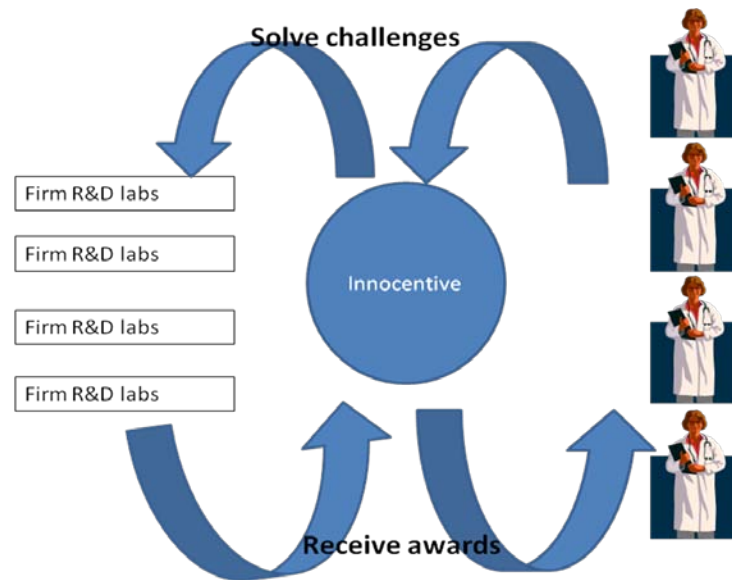 Solve challenges
Firm R&D labs
Firm R&D labs
Innocentive
Firm R&D labs
Firm R&D labs
Receive awards